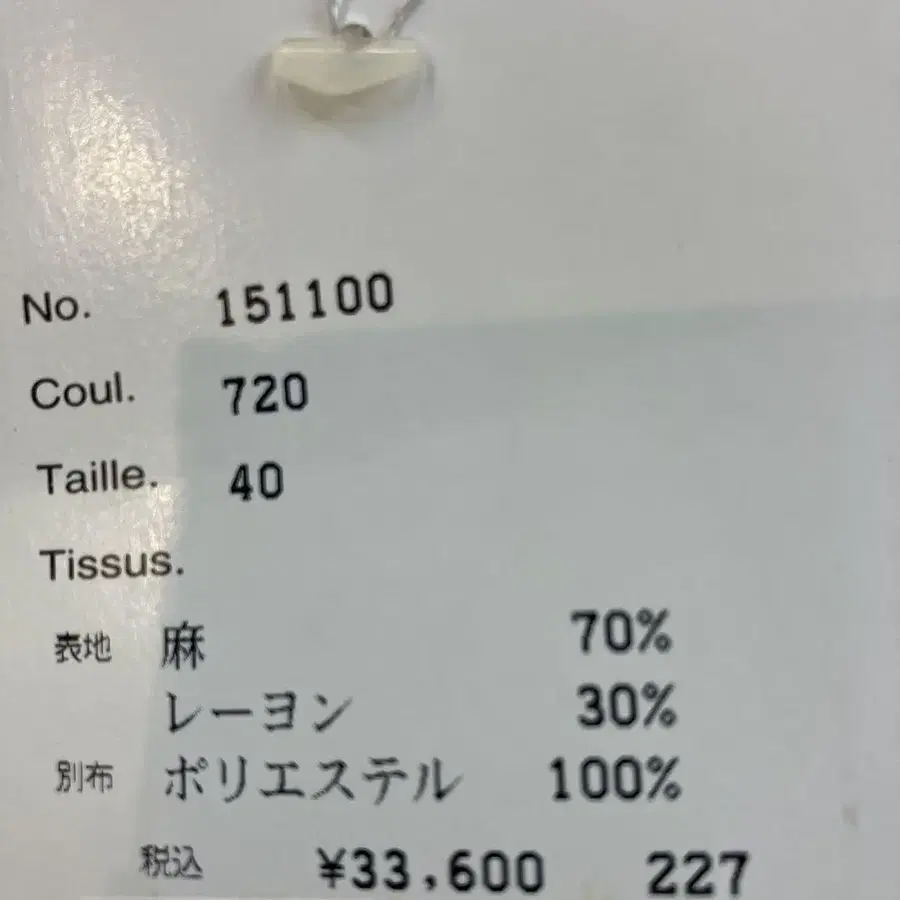 No. 151100
Coul. 720
Taille. 40
Tissus.
表地 麻 70%
レーヨン 30%
別布 ポリエステル 100%
税込 ¥33,600 227